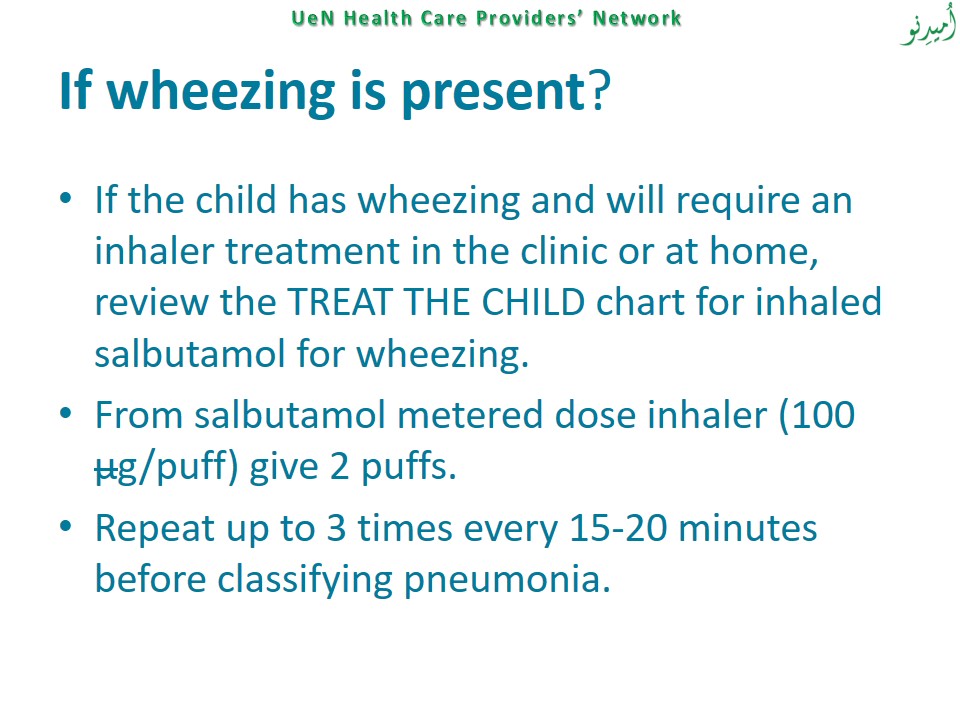 UeN Health Care Providers’ Network
اُمیدِنو
If wheezing is present?
• If the child has wheezing and will require an
inhaler treatment in the clinic or at home,
review the TREAT THE CHILD chart for inhaled
salbutamol for wheezing.
• From salbutamol metered dose inhaler (100
µg/puff) give 2 puffs.
• Repeat up to 3 times every 15-20 minutes
before classifying pneumonia.